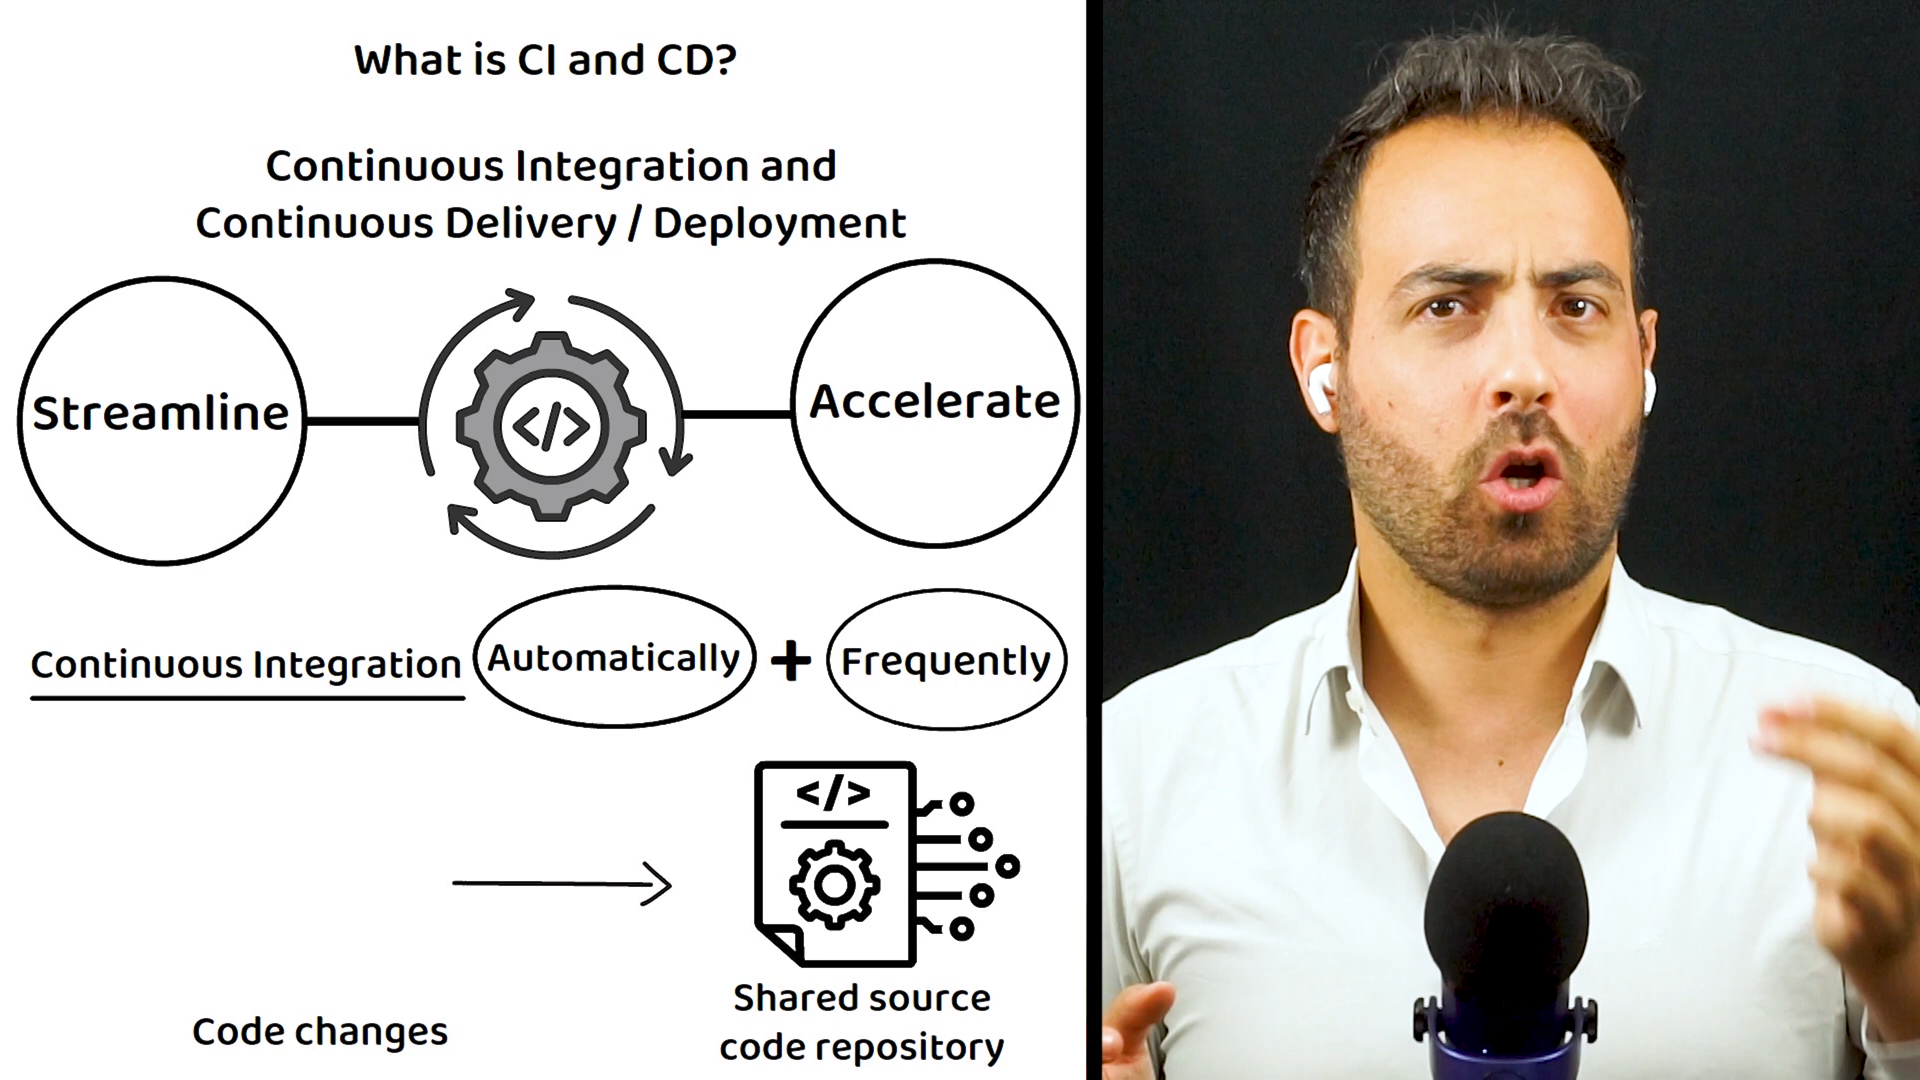 What is CI and CD?
Continuous Integration and
Continuous Delivery / Deployment
Streamline
</>
Accelerate
Continuous Integration
Automatically
+
Frequently
</>
Shared source
code repository
Code changes